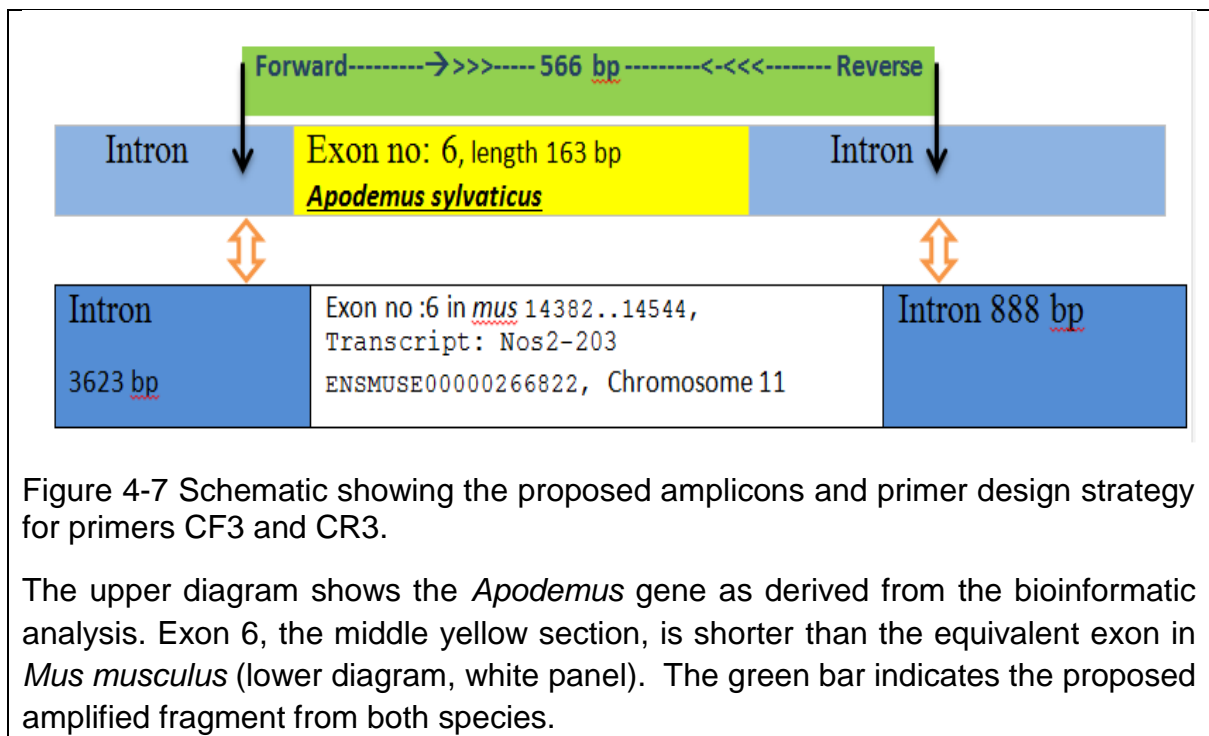 Forward---------→>>>----- 566 bp ---------<-<<<-------- Reverse
Intron
Exon no: 6, length 163 bp
Apodemus sylvaticus
Intron
Intron
3623 bp
Exon no :6 in mus 14382..14544,
Transcript: Nos2-203
ENSMUSE00000266822, Chromosome 11
Intron 888 bp
Figure 4-7 Schematic showing the proposed amplicons and primer design strategy
for primers CF3 and CR3.
The upper diagram shows the Apodemus gene as derived from the bioinformatic
analysis. Exon 6, the middle yellow section, is shorter than the equivalent exon in
Mus musculus (lower diagram, white panel). The green bar indicates the proposed
amplified fragment from both species.